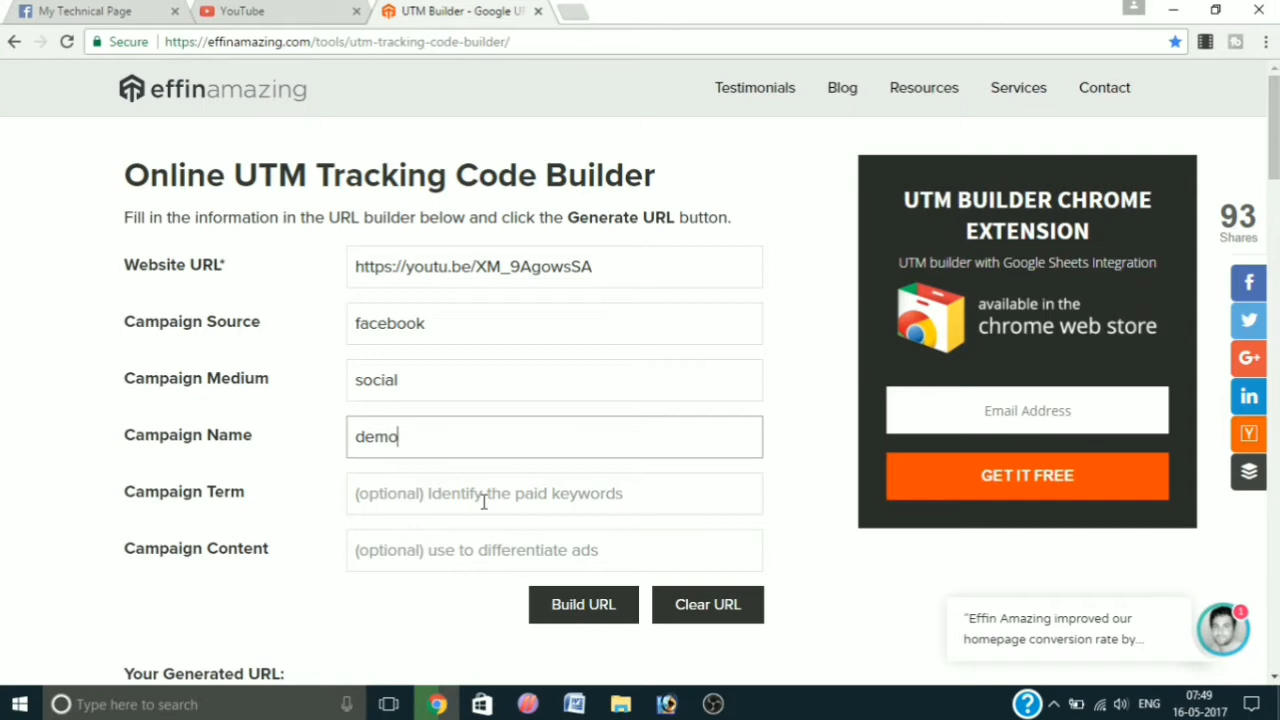 My Technical Page
YouTube
UTM Builder - Google U
Secure
https://effinamazing.com/tools/utm-tracking-code-builder/
effinamazing
Testimonials
Blog
Resources
Services
Contact
Online UTM Tracking Code Builder
Fill in the information in the URL builder below and click the Generate URL button.
Website URL*
https://youtu.be/XM_9AgowsSA
Campaign Source
facebook
Campaign Medium
social
Campaign Name
demo
Campaign Term
(optional) Identify the paid keywords
Campaign Content
(optional) use to differentiate ads
Build URL
Clear URL
Your Generated URL:
UTM BUILDER CHROME
EXTENSION
UTM builder with Google Sheets Integration
available in the
chrome web store
Email Address
GET IT FREE
93
Shares
"Effin Amazing improved our
homepage conversion rate by...
1
Type here to search
ENG
07:49
16-05-2017